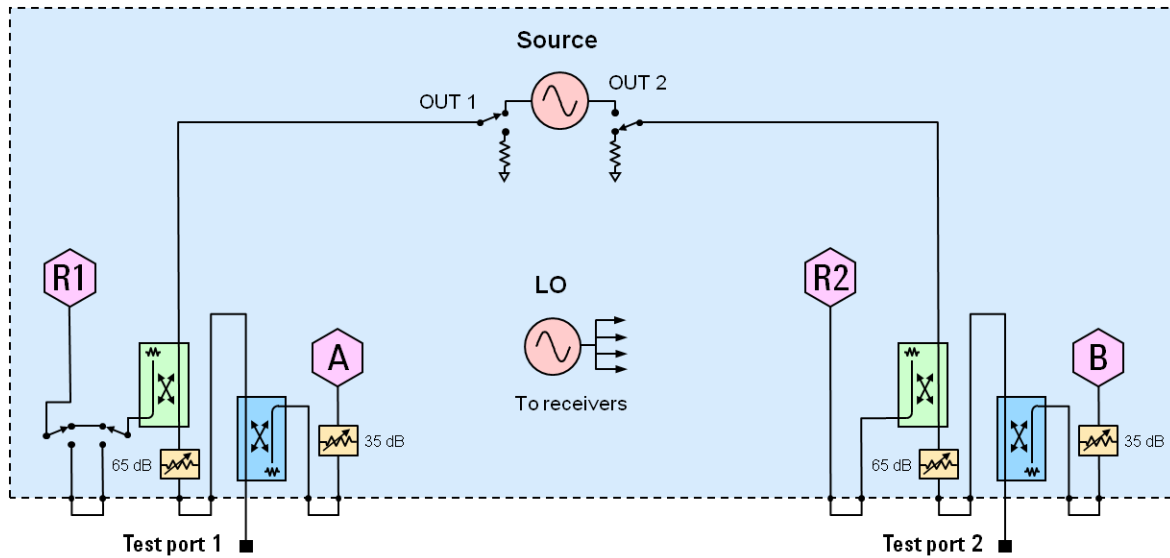 Source
OUT 1
OUT 2
R1
R2
LO
A
B
To receivers
35 dB
65 dB
65 dB
35 dB
Test port 1
Test port 2